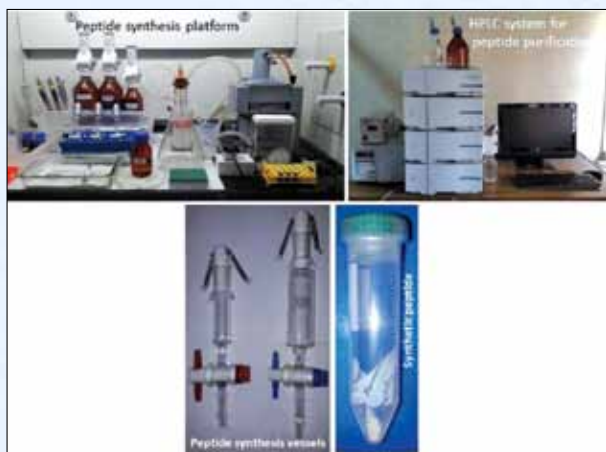 Peptide synthesis platform
HPLC system for
peptide purification
Peptide synthesis vessels
Synthetic peptide